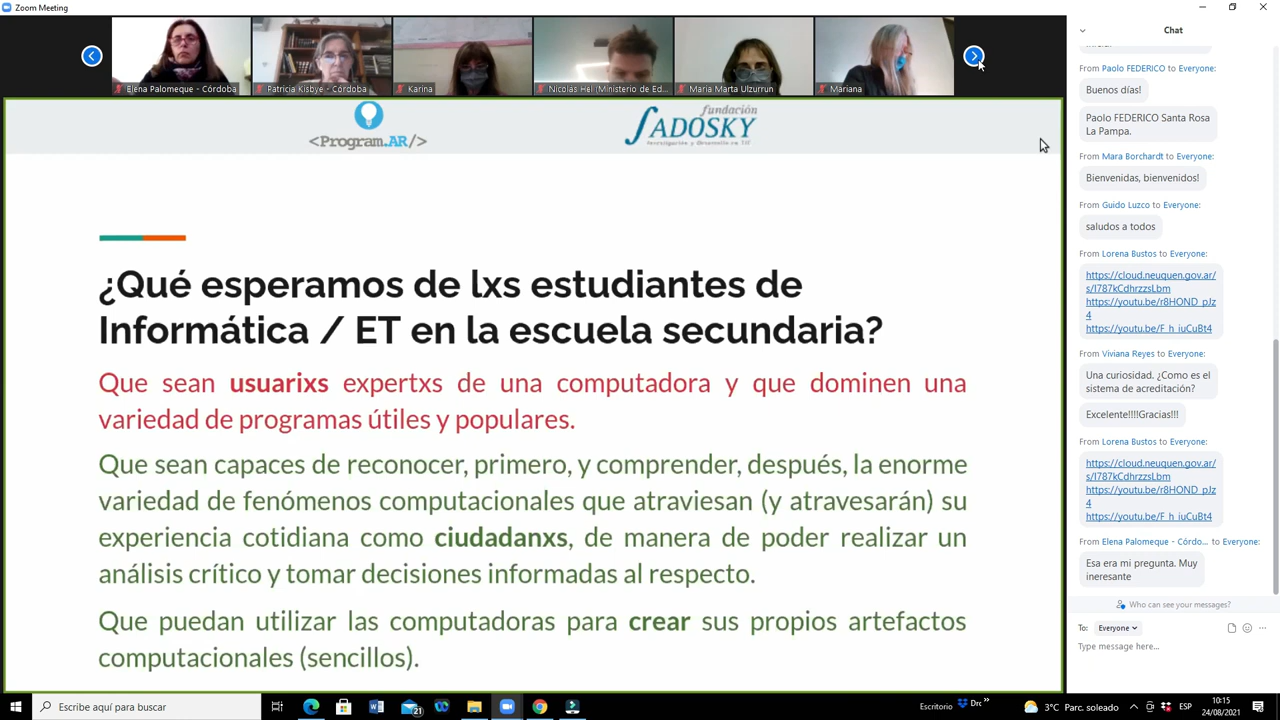 Zoom Meeting
Elena Palomeque - Córdoba
Patricia Kisbye - Córdoba
Karina
Nicolás Hel (Ministerio de Ed...
Maria Marta Ulzurrun
Mariana
<Program.AR/>
fundación
SADOSKY
Investigación y Desarrollo en TIC
¿Qué esperamos de lxs estudiantes de
Informática / ET en la escuela secundaria?
Que sean usuarixs expertxs de una computadora y que dominen una
variedad de programas útiles y populares.
Que sean capaces de reconocer, primero, y comprender, después, la enorme
variedad de fenómenos computacionales que atraviesan (y atravesarán) su
experiencia cotidiana como ciudadanxs, de manera de poder realizar un
análisis crítico y tomar decisiones informadas al respecto.
Que puedan utilizar las computadoras para crear sus propios artefactos
computacionales (sencillos).
Chat
From Paolo FEDERICO to Everyone:
Buenos días!
Paolo FEDERICO Santa Rosa
La Pampa.
From Mara Borchardt to Everyone:
Bienvenidas, bienvenidos!
From Guido Luzco to Everyone:
saludos a todos
From Lorena Bustos to Everyone:
https://cloud.neuquen.gov.ar/
s/I787kCdhrzzsLbm
https://youtu.be/r8HOND_pJz
4
https://youtu.be/F_h_iuCuBt4
From Viviana Reyes to Everyone:
Una curiosidad. ¿Como es el
sistema de acreditación?
Excelente!!!!Gracias!!!
From Lorena Bustos to Everyone:
https://cloud.neuquen.gov.ar/
s/I787kCdhrzzsLbm
https://youtu.be/r8HOND_pJz
4
https://youtu.be/F_h_iuCuBt4
From Elena Palomeque - Córdo... to Everyone:
Esa era mi pregunta. Muy
ineresante
Who can see your messages?
To: Everyone
Type message here...
Escribe aquí para buscar
21
Escritorio
3°C Parc. soleado
ESP
10:15
24/08/2021